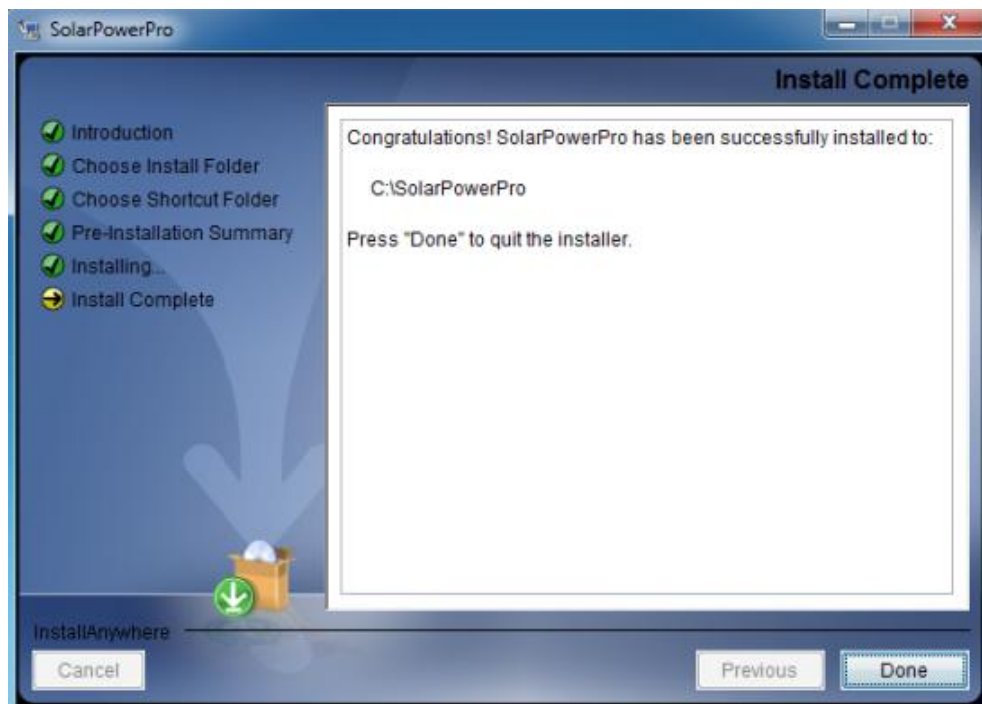 SolarPowerPro
Install Complete
Introduction
Choose Install Folder
Choose Shortcut Folder
Pre-Installation Summary
Installing...
Install Complete
Congratulations! SolarPowerPro has been successfully installed to:
C:\SolarPowerPro
Press "Done" to quit the installer.
InstallAnywhere
Cancel
Previous
Done